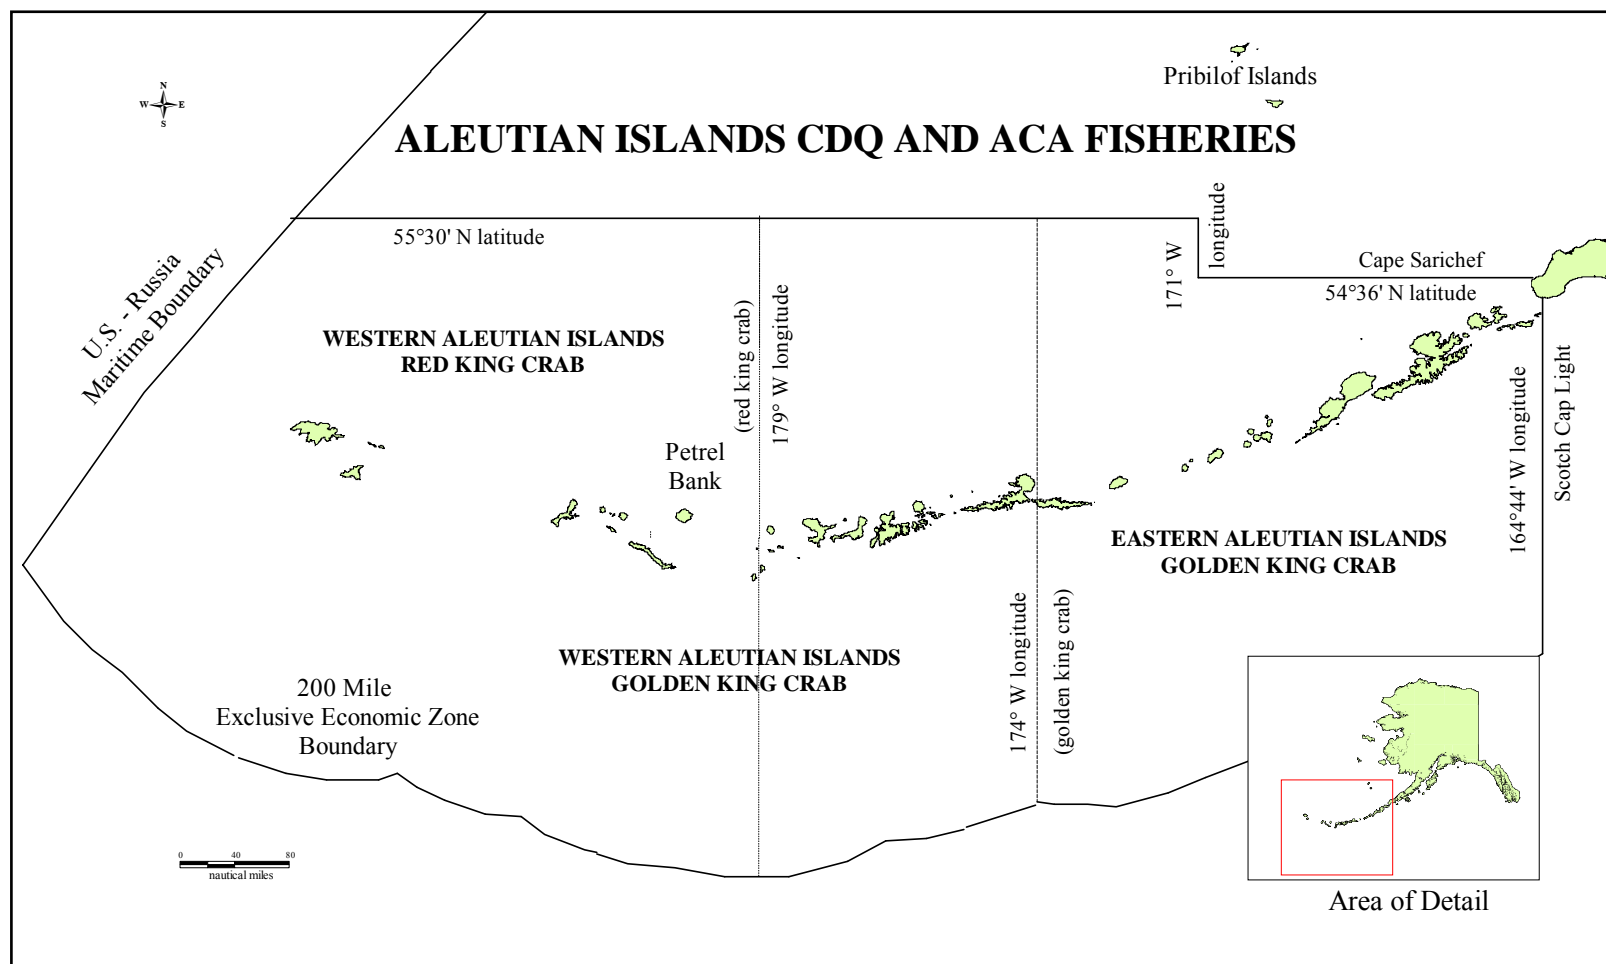 Pribilof Islands
N
W
E
S
ALEUTIAN ISLANDS CDQ AND ACA FISHERIES
55°30' N latitude
171° W
longitude
Cape Sarichef
54°36' N latitude
U.S. - Russia
Maritime Boundary
WESTERN ALEUTIAN ISLANDS
RED KING CRAB
(red king crab)
179° W longitude
Petrel
Bank
164°44' W longitude
Scotch Cap Light
EASTERN ALEUTIAN ISLANDS
GOLDEN KING CRAB
WESTERN ALEUTIAN ISLANDS
GOLDEN KING CRAB
174° W longitude
(golden king crab)
200 Mile
Exclusive Economic Zone
Boundary
0 40 80
nautical miles
Area of Detail